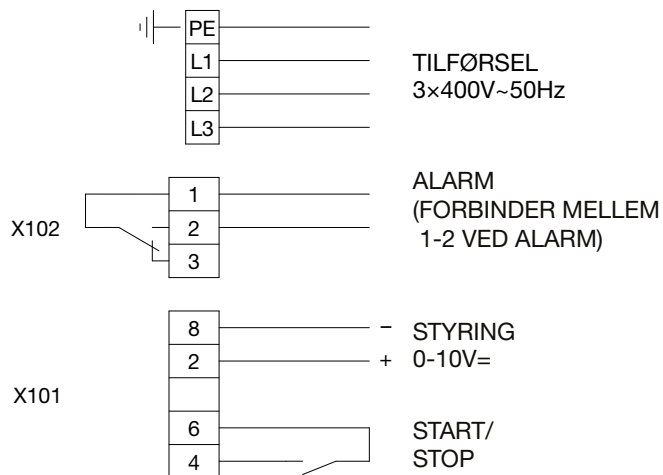 PE
L1
L2
L3
TILFØRSEL
3×400V~50Hz
X102
1
2
3
ALARM
(FORBINDER MELLEM
1-2 VED ALARM)
X101
8
2
6
4
−
+
STYRING
0-10V=
START/
STOP